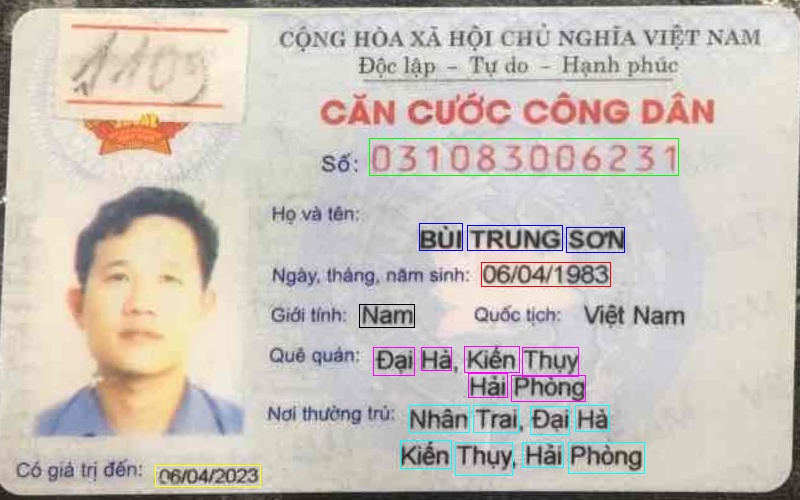 1109
CỘNG HÒA XÃ HỘI CHỦ NGHĨA VIỆT NAM
Độc lập - Tự do - Hạnh phúc
CĂN CƯỚC CÔNG DÂN
Số: 031083006231
Họ và tên:
BÙI TRUNG SƠN
Ngày, tháng, năm sinh: 06/04/1983
Giới tính: Nam Quốc tịch: Việt Nam
Quê quán: Đại Hà, Kiến Thụy
Hải Phòng
Nơi thường trú: Nhân Trai, Đại Hà
Kiến Thụy, Hải Phòng
Có giá trị đến: 06/04/2023